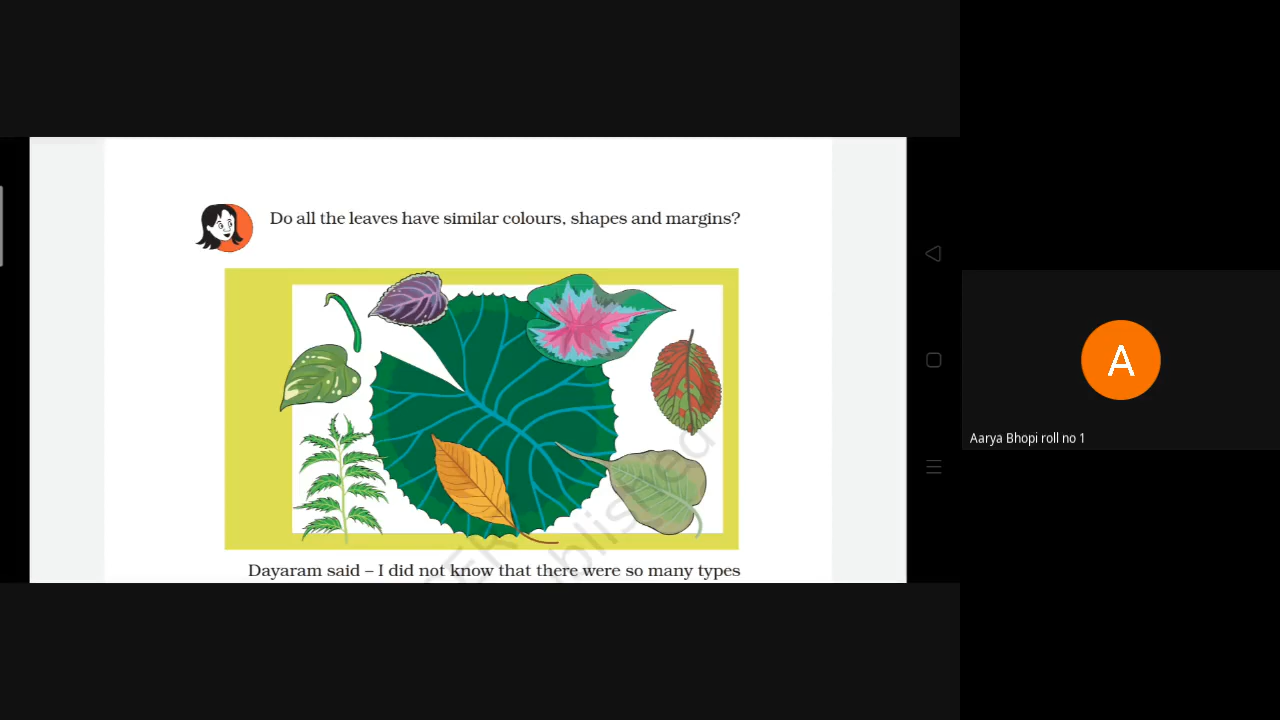 Do all the leaves have similar colours, shapes and margins?
A
Aarya Bhopi roll no 1
Dayaram said – I did not know that there were so many types